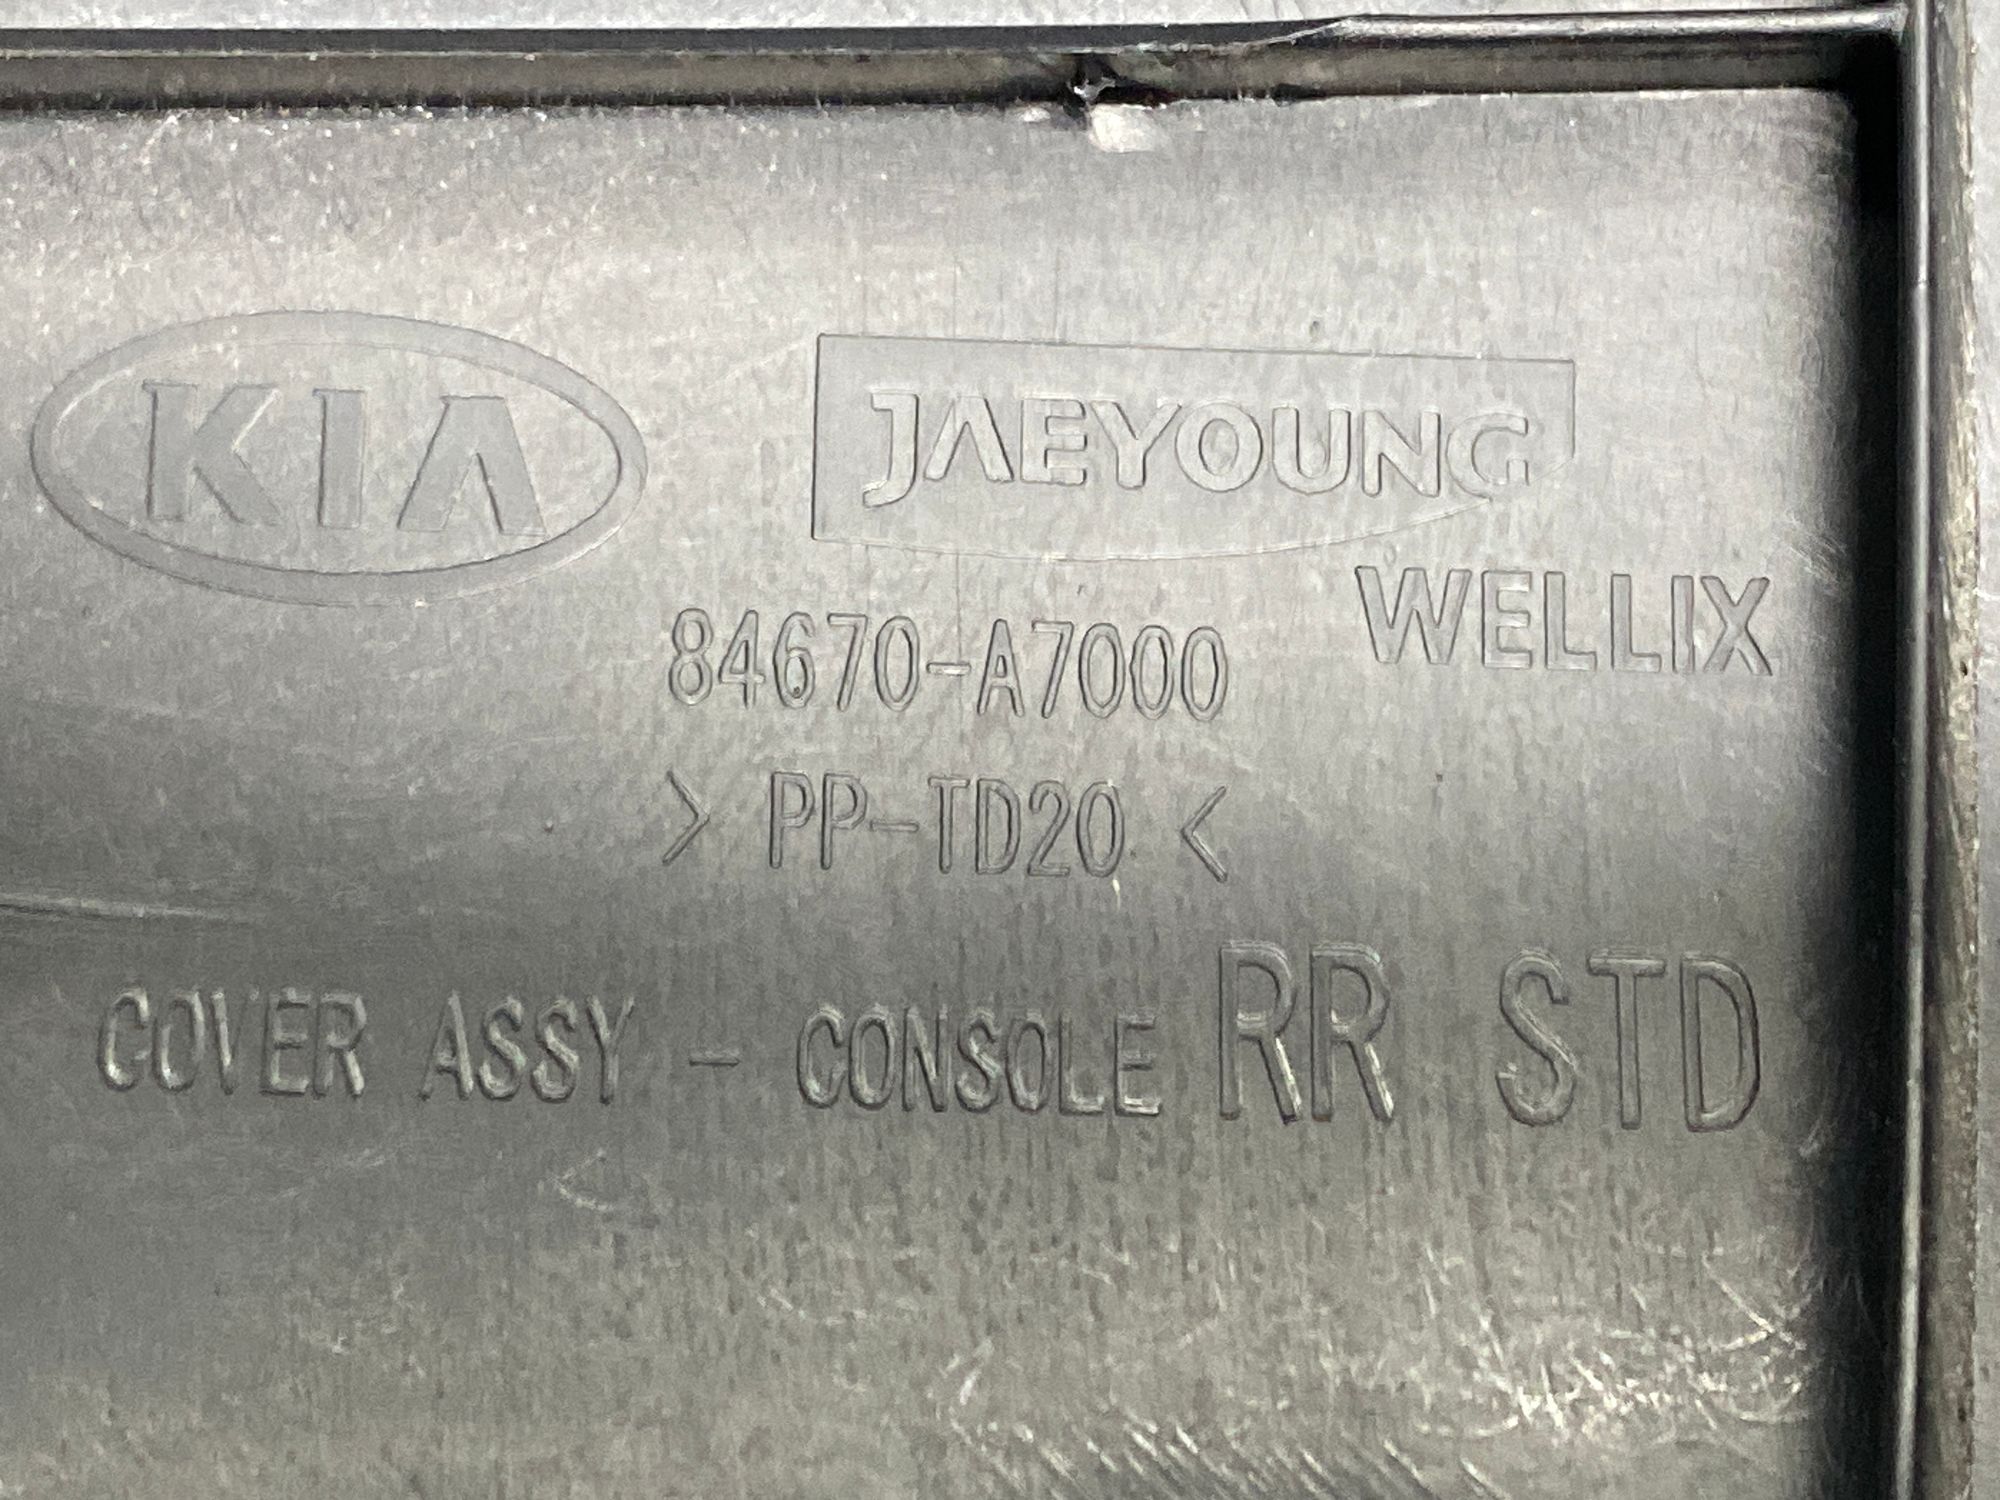 KIA
JAEYOUNG
WELLIX
84670-A7000
> PP-TD20 <
COVER ASSY - CONSOLE RR STD